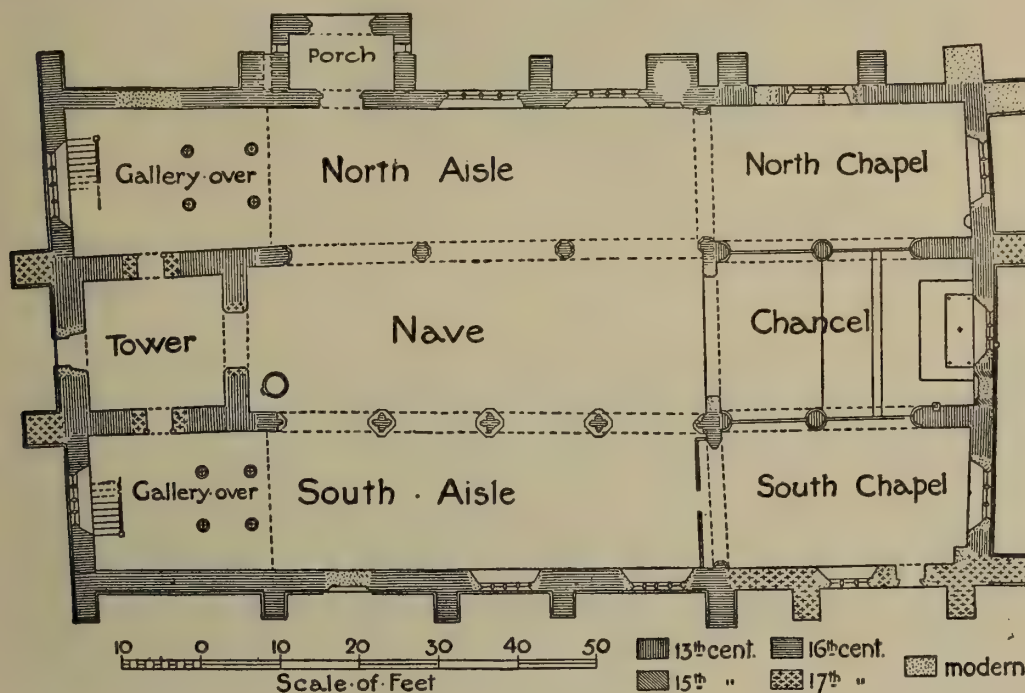 Porch
Gallery·over
North Aisle
North Chapel
Tower
Nave
Chancel
Gallery·over
South · Aisle
South Chapel
10 0 10 20 30 40 50
Scale·of·Feet
13th cent.
16th cent.
15th "
17th "
modern